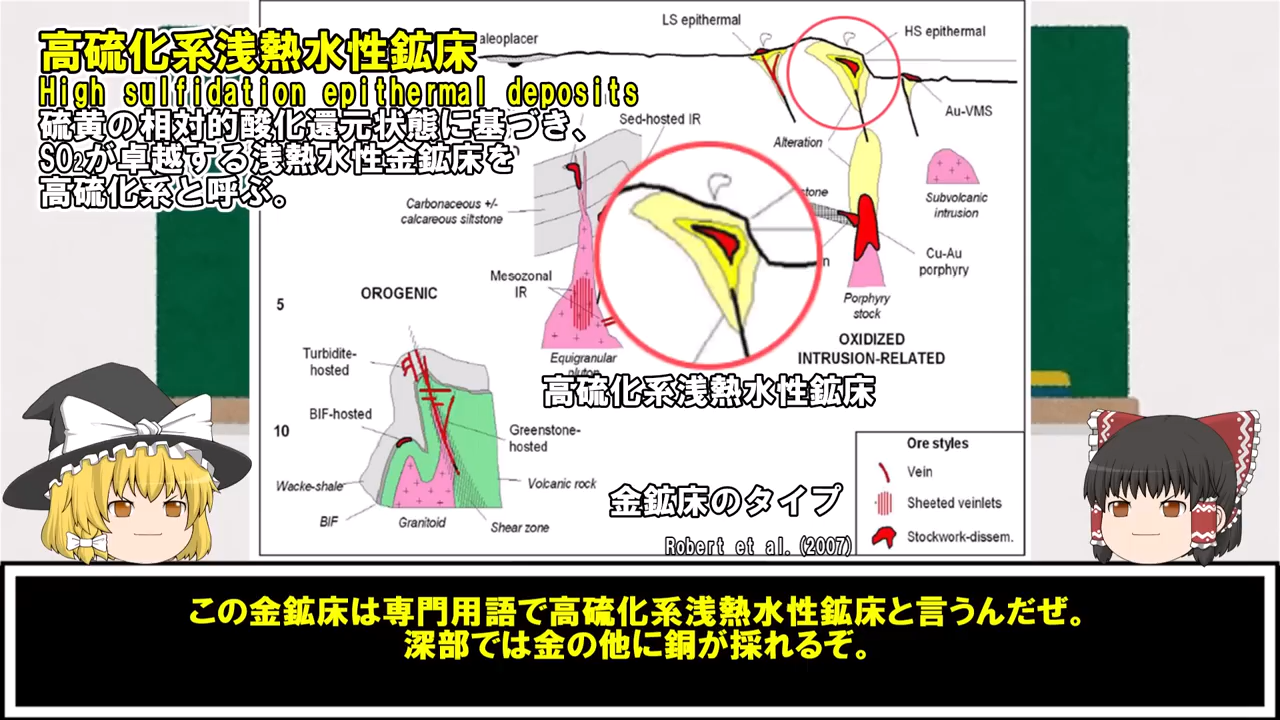 高硫化系浅熱水性鉱床
High sulfidation epithermal deposits
硫黄の相対的酸化還元状態に基づき、
SO₂が卓越する浅熱水性金鉱床を
高硫化系と呼ぶ。
aleoplacer
LS epithermal
HS epithermal
Au-VMS
Sed-hosted IR
Alteration
Carbonaceous +/-
calcareous siltstone
stone
Subvolcanic
intrusion
Mesozonal
IR
Cu-Au
porphyry
OROGENIC
5
Porphyry
stock
OXIDIZED
INTRUSION-RELATED
Equigranular
pluton
高硫化系浅熱水性鉱床
Turbidite-
hosted
BIF-hosted
10
Greenstone-
hosted
Wacke-shale
Volcanic rock
BIF
Granitoid
Shear zone
金鉱床のタイプ
Robert et al. (2007)
Ore styles
Vein
Sheeted veinlets
Stockwork-dissem.
この金鉱床は専門用語で高硫化系浅熱水性鉱床と言うんだぜ。
深部では金の他に銅が採れるぞ。